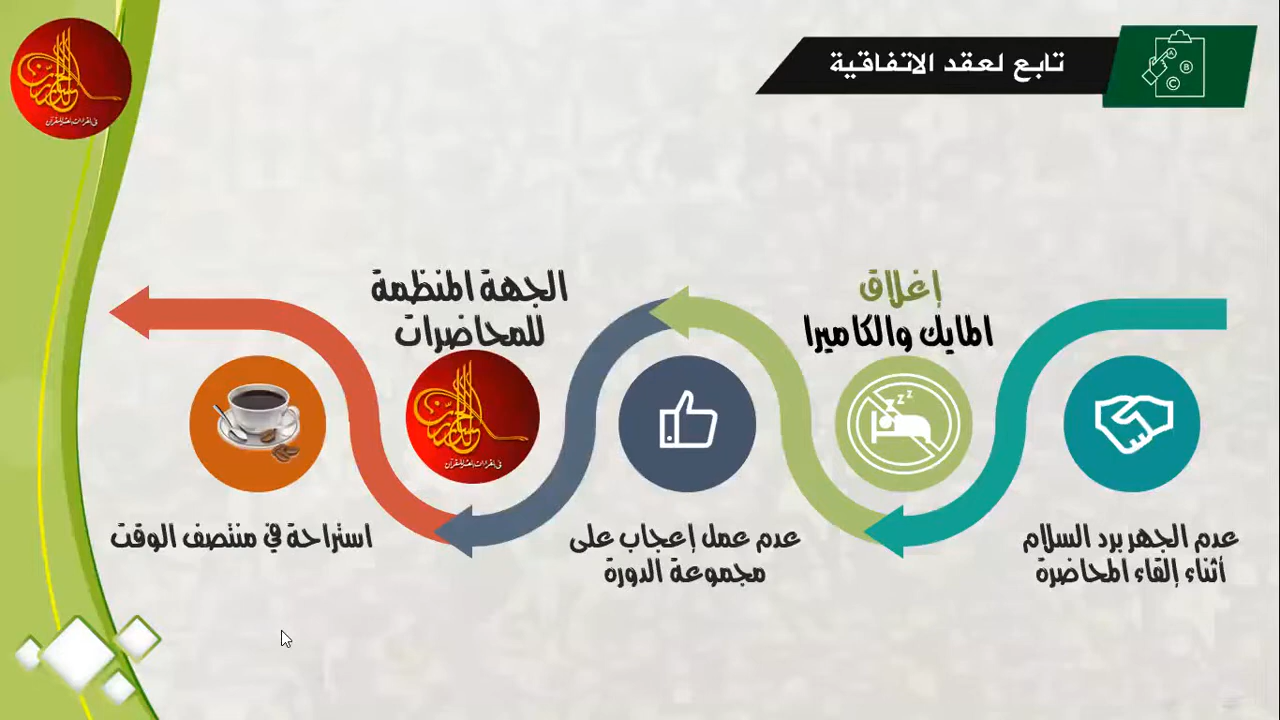 تابع لعقد الاتفاقية
عدم الجهر برد السلام
أثناء إلقاء المحاضرة
إغلاق
المايك والكاميرا
عدم عمل إعجاب على
مجموعة الدورة
الجهة المنظمة
للمحاضرات
استراحة في منتصف الوقت
A
B
C
z z z